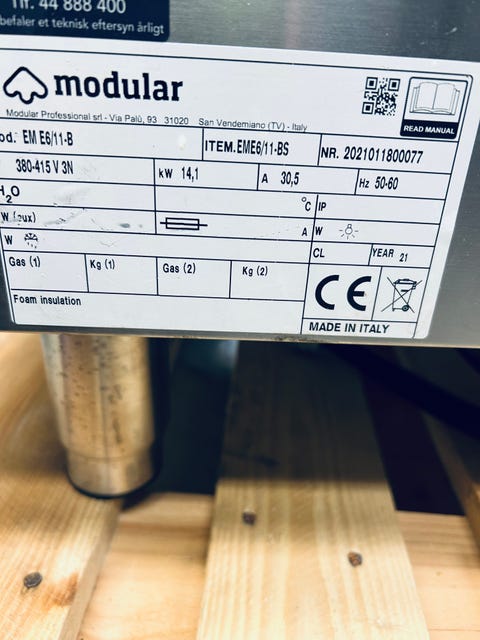 Tlf. 44 888 400
befaler et teknisk eftersyn årligt
modular
Modular Professional srl - Via Palù, 93 31020 San Vendemiano (TV) - Italy
READ MANUAL
od.: EM E6/11-B
ITEM.EME6/11-BS
NR. 2021011800077
380-415 V 3N
kW 14,1
A 30,5
Hz 50-60
H2O
°C
IP
W (aux)
A
W
W
CL
YEAR 21
Gas (1)
Kg (1)
Gas (2)
Kg (2)
CE
Foam insulation
MADE IN ITALY